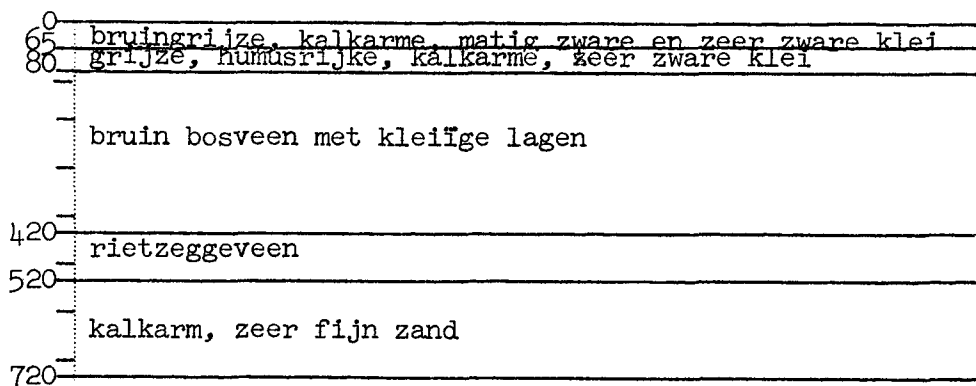 0
65 bruingrijze, kalkarme, matig zware en zeer zware klei
80 grijze, humusrijke, kalkarme, zeer zware klei
bruin bosveen met kleiïge lagen
420
rietzeggeveen
520
kalkarm, zeer fijn zand
720